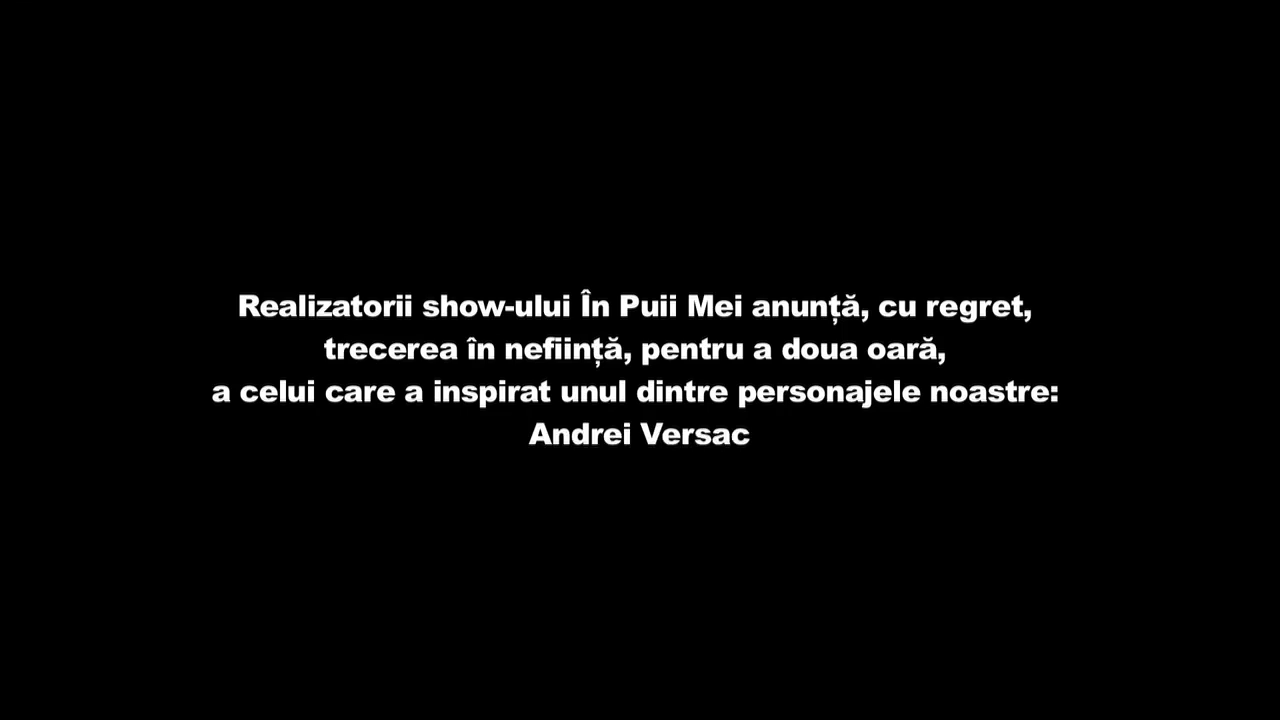 Realizatorii show-ului În Puii Mei anunță, cu regret,
trecerea în neființă, pentru a doua oară,
a celui care a inspirat unul dintre personajele noastre:
Andrei Versac